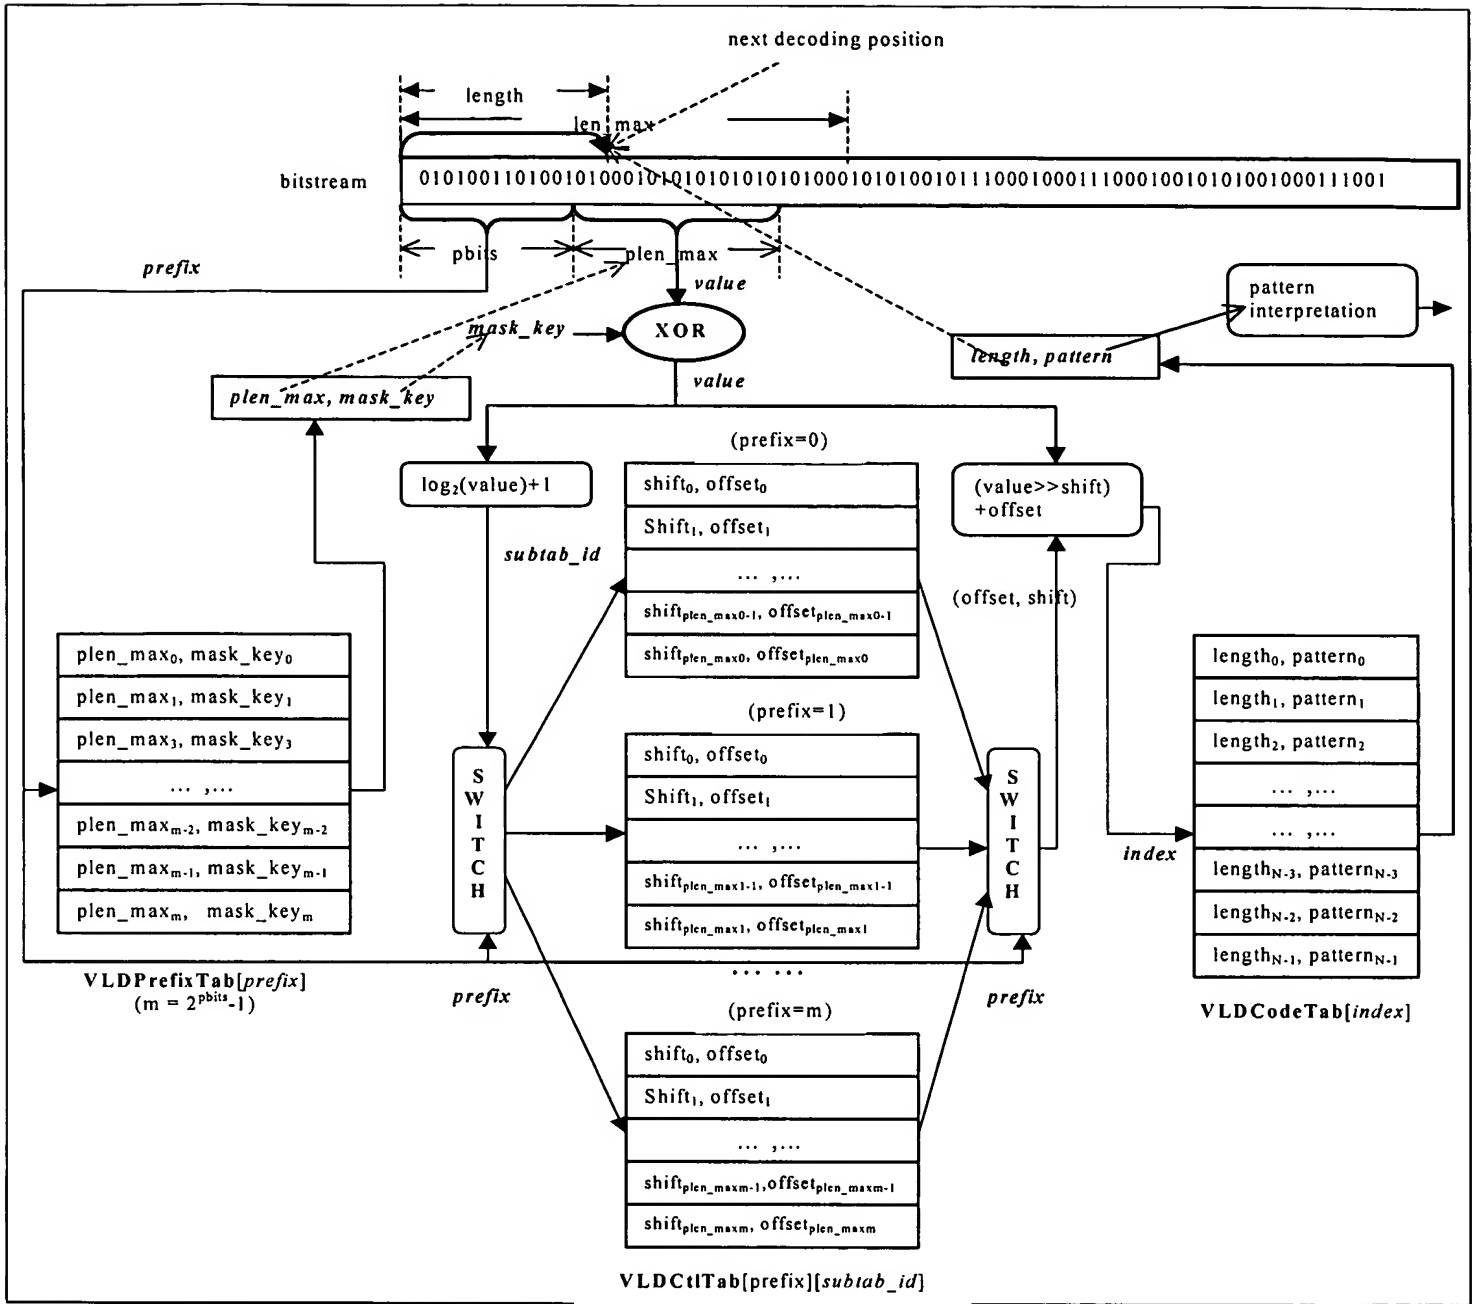 next decoding position
length
len_max
bitstream
010100110100101000101010101010101000101010010111000100011100010010101001000111001
pbits
plen_max
prefix
value
pattern
interpretation
mask_key
XOR
length, pattern
value
plen_max, mask_key
(prefix=0)
log₂(value)+1
shift₀, offset₀
(value>>shift)
+offset
Shift₁, offset₁
subtab_id
... ,...
(offset, shift)
shiftplen_max0-1, offsetplen_max0-1
shiftplen_max0, offsetplen_max0
plen_max₀, mask_key₀
plen_max₁, mask_key₁
plen_max₃, mask_key₃
... ,...
plen_maxm-2, mask_keym-2
plen_maxm-1, mask_keym-1
plen_maxm, mask_keym
VLDPrefixTab[prefix]
(m = 2^pbits-1)
SWITCH
prefix
(prefix=1)
shift₀, offset₀
Shift₁, offset₁
... ,...
shiftplen_max1-1, offsetplen_max1-1
shiftplen_max1, offsetplen_max1
... ...
SWITCH
prefix
length₀, pattern₀
length₁, pattern₁
length₂, pattern₂
... ,...
... ,...
index
lengthN-3, patternN-3
lengthN-2, patternN-2
lengthN-1, patternN-1
VLDCodeTab[index]
(prefix=m)
shift₀, offset₀
Shift₁, offset₁
... ,...
shiftplen_maxm-1,offsetplen_maxm-1
shiftplen_maxm, offsetplen_maxm
VLDCtlTab[prefix][subtab_id]